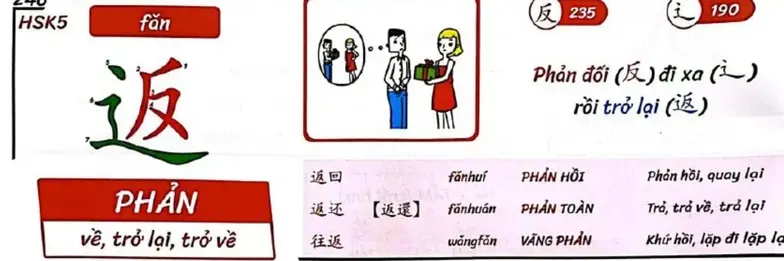 HSK5
fǎn
返
PHẢN
về, trở lại, trở về
反 235
辶 190
Phản đối (反) đi xa (辶)
rồi trở lại (返)
返回 fǎnhuí PHẢN HỒI Phản hồi, quay lại
返还 【返還】 fǎnhuán PHẢN TOÀN Trả, trả về, trả lại
往返 wǎngfǎn VÃNG PHẢN Khứ hồi, lặp đi lặp